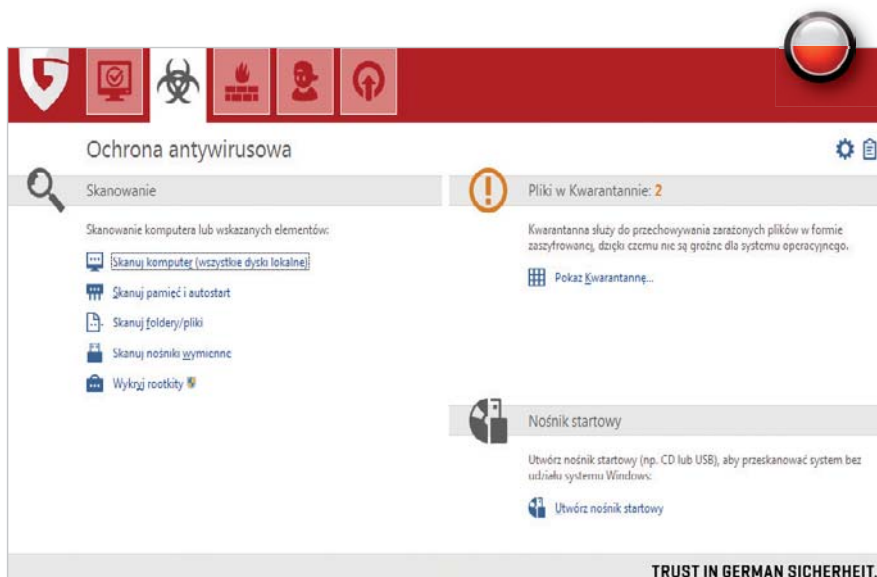 Ochrona antywirusowa
Skanowanie
Skanowanie komputera lub wskazanych elementów:
Skanuj komputer (wszystkie dyski lokalne)
Skanuj pamięć i autostart
Skanuj foldery/pliki
Skanuj nośniki wymienne
Wykryj rootkity
Pliki w Kwarantannie: 2
Kwarantanna służy do przechowywania zarażonych plików w formie
zaszyfrowanej, dzięki czemu nie są groźne dla systemu operacyjnego.
Pokaż Kwarantannę...
Nośnik startowy
Utwórz nośnik startowy (np. CD lub USB), aby przeskanować system bez
udziału systemu Windows:
Utwórz nośnik startowy
TRUST IN GERMAN SICHERHEIT.